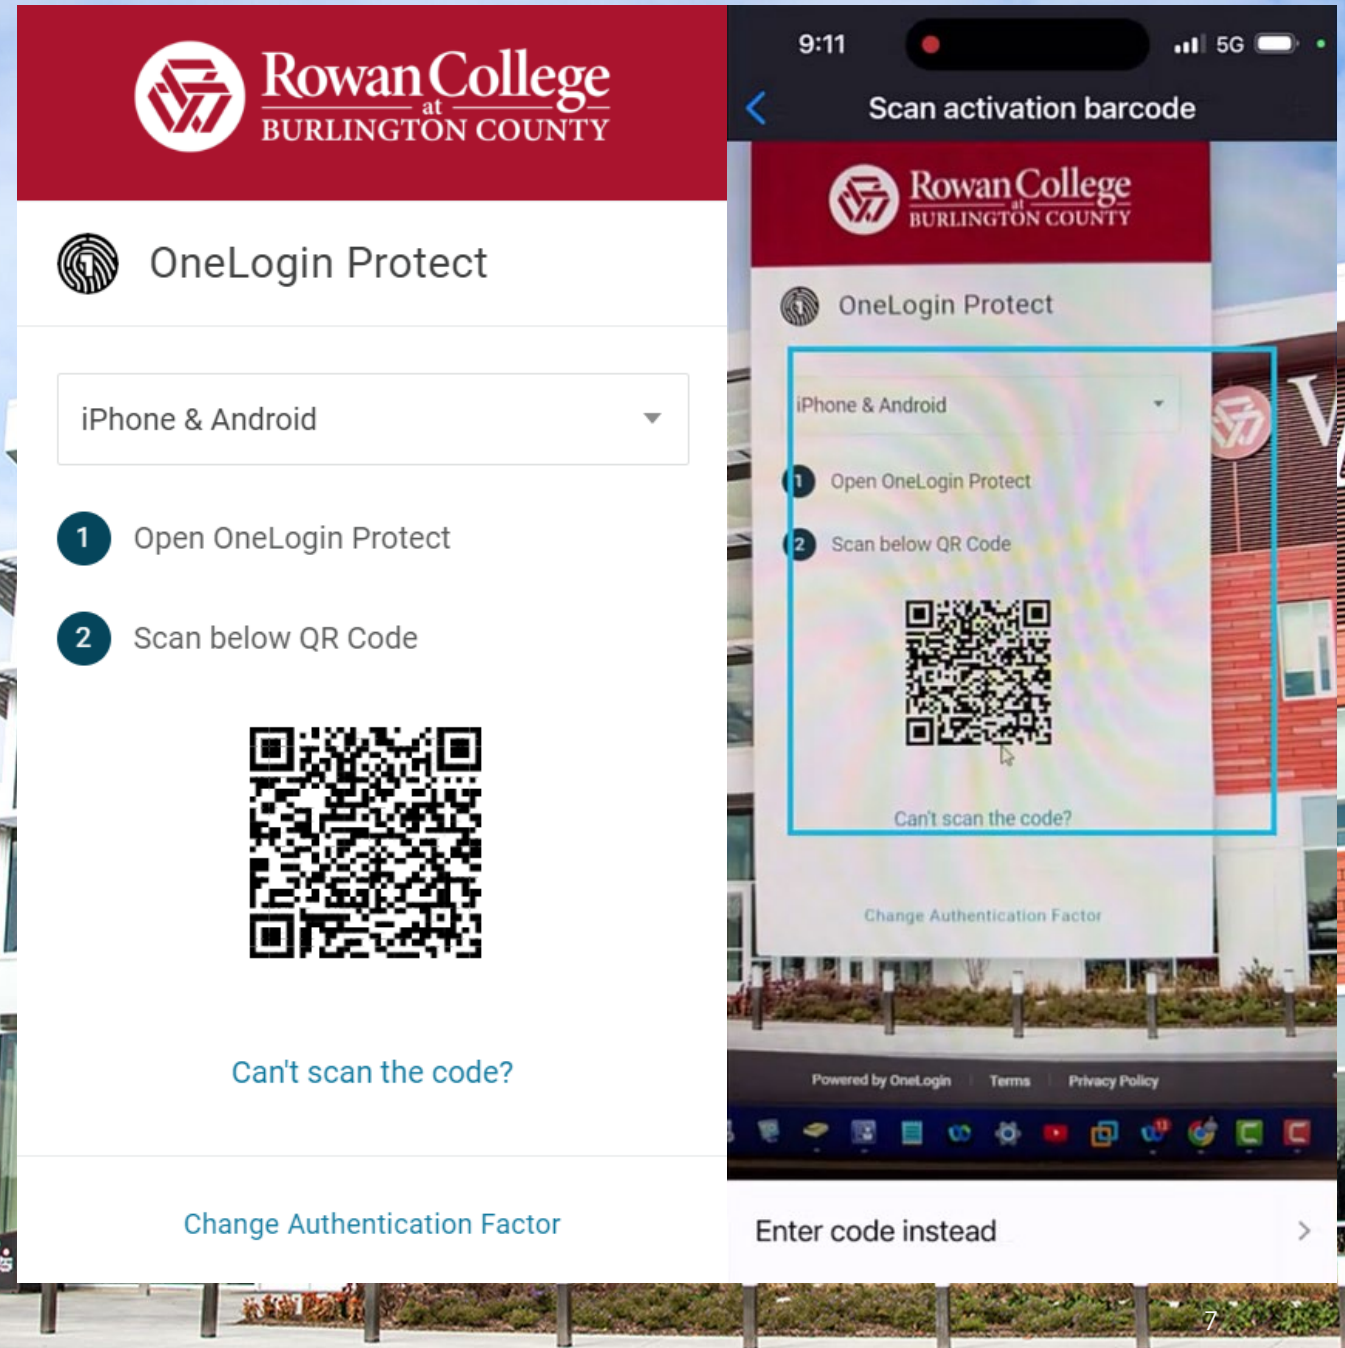 Rowan College
at
BURLINGTON COUNTY
OneLogin Protect
iPhone & Android
1 Open OneLogin Protect
2 Scan below QR Code
Can't scan the code?
Change Authentication Factor
9:11
5G
Scan activation barcode
Rowan College
at
BURLINGTON COUNTY
OneLogin Protect
iPhone & Android
1 Open OneLogin Protect
2 Scan below QR Code
Can't scan the code?
Change Authentication Factor
Powered by OneLogin
Terms
Privacy Policy
13
Enter code instead
7